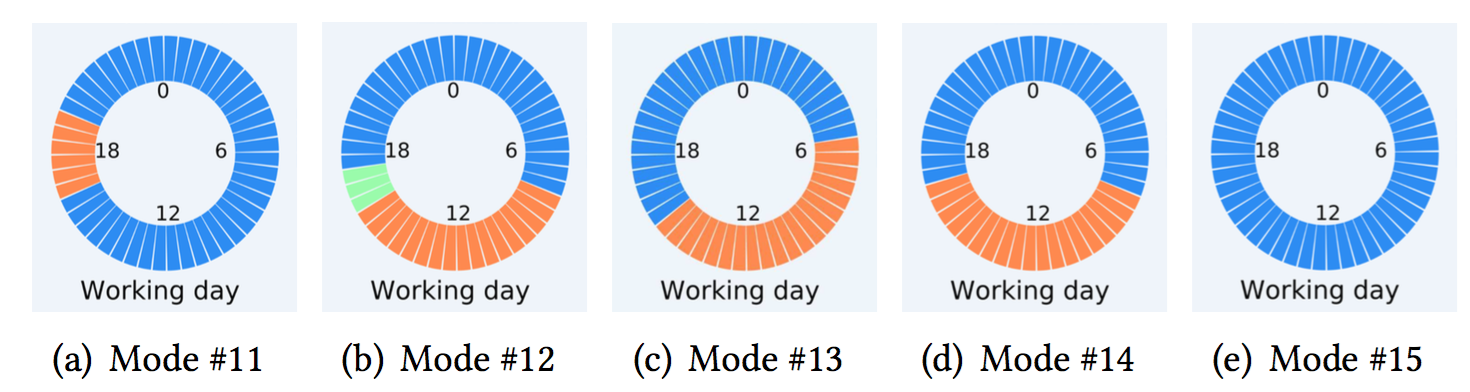 0
18
6
12
Working day
(a) Mode #11
0
18
6
12
Working day
(b) Mode #12
0
18
6
12
Working day
(c) Mode #13
0
18
6
12
Working day
(d) Mode #14
0
18
6
12
Working day
(e) Mode #15